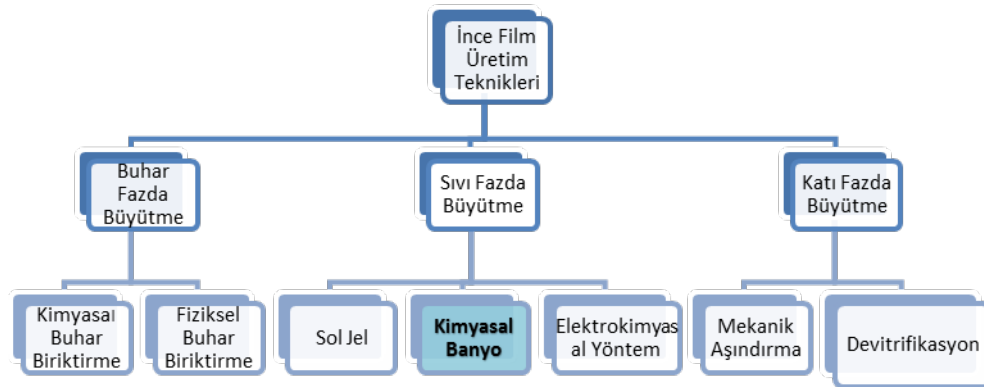 İnce Film
Üretim
Teknikleri
Buhar
Fazda
Büyütme
Sıvı Fazda
Büyütme
Katı Fazda
Büyütme
Kimyasal
Buhar
Biriktirme
Fiziksel
Buhar
Biriktirme
Sol Jel
Kimyasal
Banyo
Elektrokimyas
al Yöntem
Mekanik
Aşındırma
Devitrifikasyon